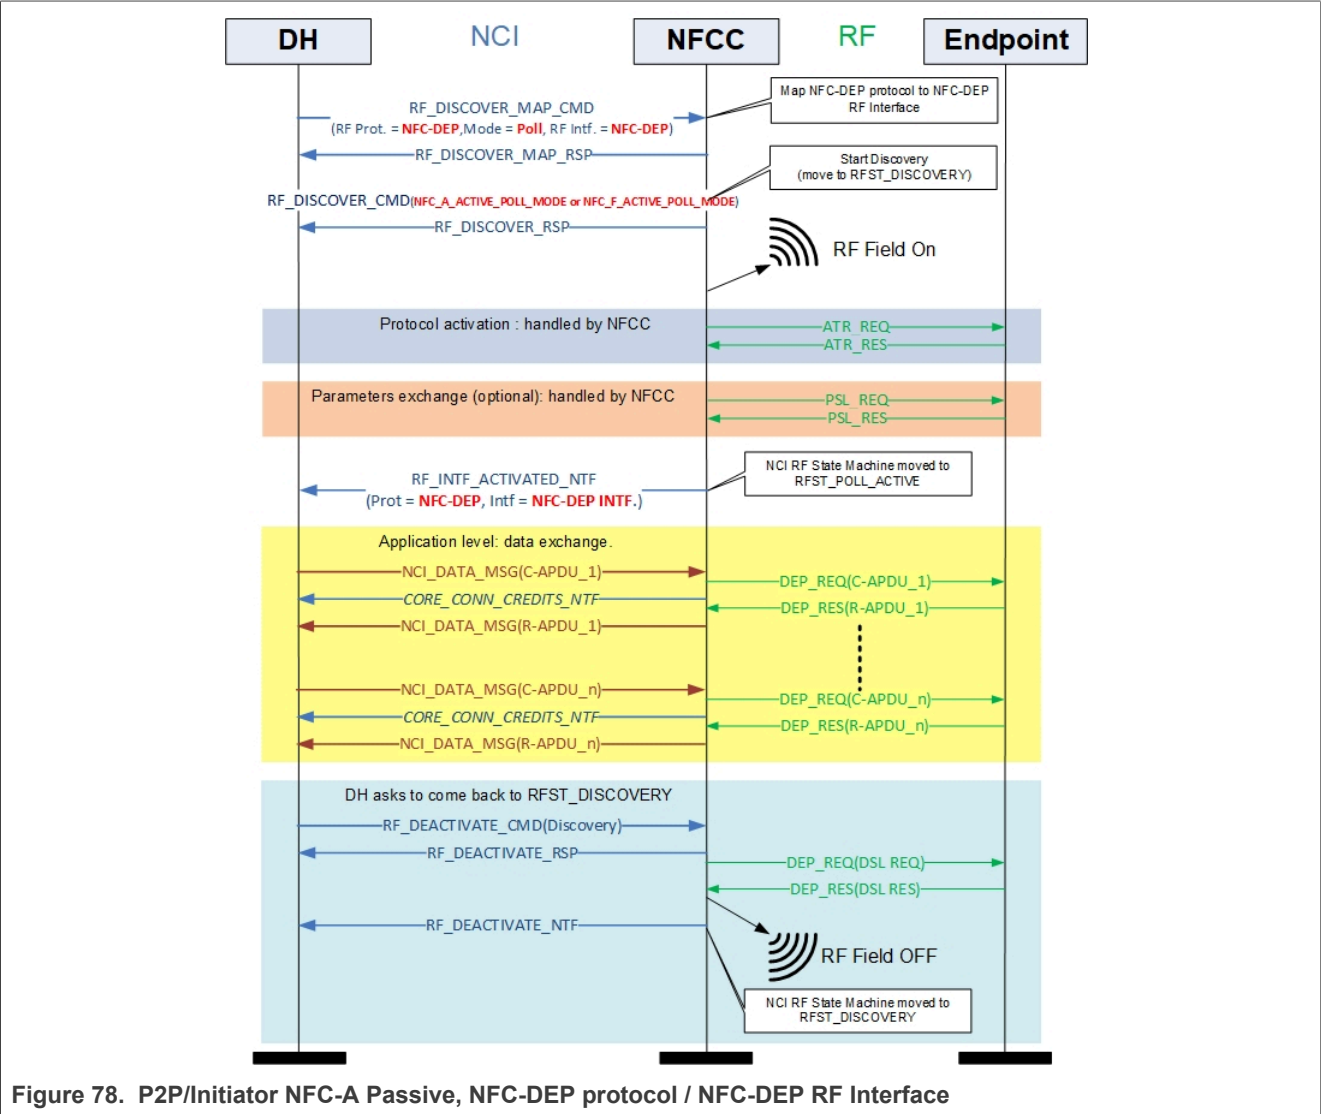 DH NCI NFCC RF Endpoint
Map NFC-DEP protocol to NFC-DEP
RF Interface
RF_DISCOVER_MAP_CMD
(RF Prot. = NFC-DEP,Mode = Poll, RF Intf. = NFC-DEP)
RF_DISCOVER_MAP_RSP
Start Discovery
(move to RFST_DISCOVERY)
RF_DISCOVER_CMD(NFC_A_ACTIVE_POLL_MODE or NFC_F_ACTIVE_POLL_MODE)
RF_DISCOVER_RSP
RF Field On
Protocol activation : handled by NFCC
ATR_REQ
ATR_RES
Parameters exchange (optional): handled by NFCC
PSL_REQ
PSL_RES
NCI RF State Machine moved to
RFST_POLL_ACTIVE
RF_INTF_ACTIVATED_NTF
(Prot = NFC-DEP, Intf = NFC-DEP INTF.)
Application level: data exchange.
NCI_DATA_MSG(C-APDU_1)
DEP_REQ(C-APDU_1)
CORE_CONN_CREDITS_NTF
DEP_RES(R-APDU_1)
NCI_DATA_MSG(R-APDU_1)
NCI_DATA_MSG(C-APDU_n)
DEP_REQ(C-APDU_n)
CORE_CONN_CREDITS_NTF
DEP_RES(R-APDU_n)
NCI_DATA_MSG(R-APDU_n)
DH asks to come back to RFST_DISCOVERY
RF_DEACTIVATE_CMD(Discovery)
RF_DEACTIVATE_RSP
DEP_REQ(DSL REQ)
DEP_RES(DSL RES)
RF_DEACTIVATE_NTF
RF Field OFF
NCI RF State Machine moved to
RFST_DISCOVERY
Figure 78. P2P/Initiator NFC-A Passive, NFC-DEP protocol / NFC-DEP RF Interface